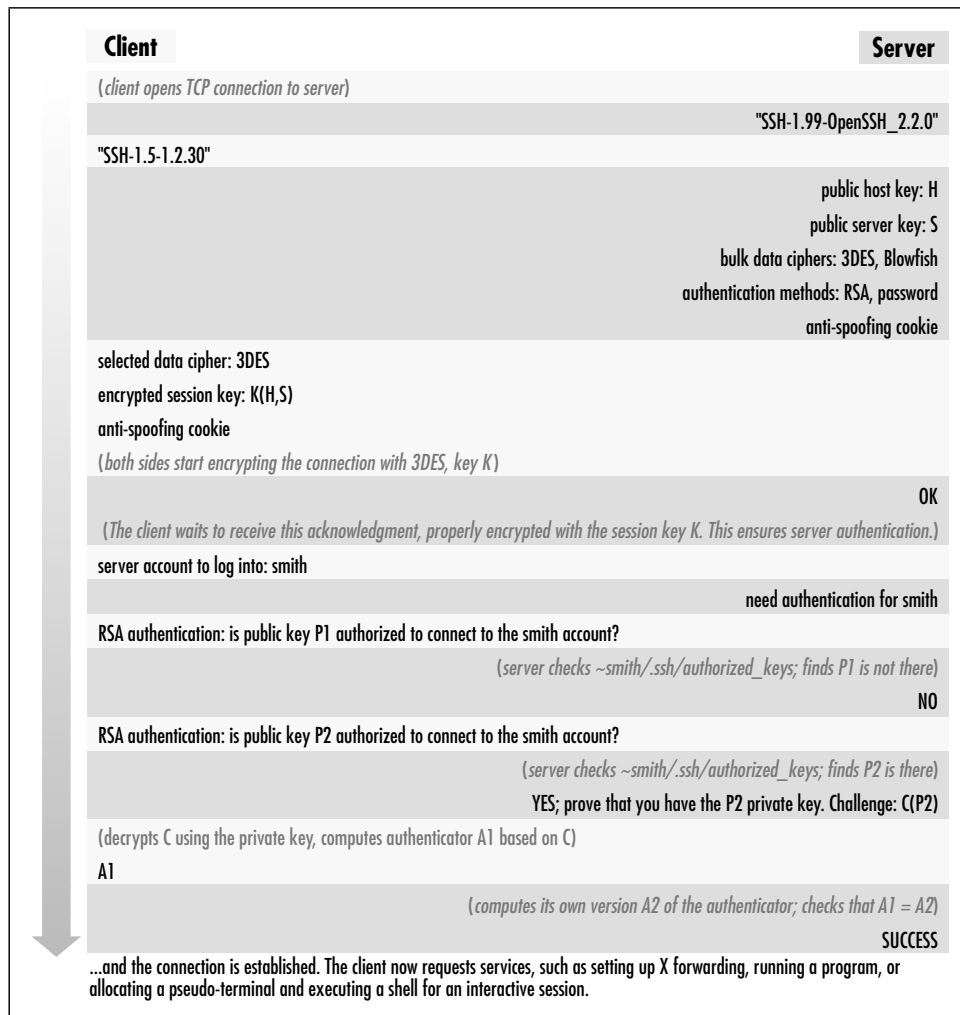 Client
Server
(client opens TCP connection to server)
"SSH-1.99-OpenSSH_2.2.0"
"SSH-1.5-1.2.30"
public host key: H
public server key: S
bulk data ciphers: 3DES, Blowfish
authentication methods: RSA, password
anti-spoofing cookie
selected data cipher: 3DES
encrypted session key: K(H,S)
anti-spoofing cookie
(both sides start encrypting the connection with 3DES, key K)
OK
(The client waits to receive this acknowledgment, properly encrypted with the session key K. This ensures server authentication.)
server account to log into: smith
need authentication for smith
RSA authentication: is public key P1 authorized to connect to the smith account?
(server checks ~smith/.ssh/authorized_keys; finds P1 is not there)
NO
RSA authentication: is public key P2 authorized to connect to the smith account?
(server checks ~smith/.ssh/authorized_keys; finds P2 is there)
YES; prove that you have the P2 private key. Challenge: C(P2)
(decrypts C using the private key, computes authenticator A1 based on C)
A1
(computes its own version A2 of the authenticator; checks that A1 = A2)
SUCCESS
...and the connection is established. The client now requests services, such as setting up X forwarding, running a program, or
allocating a pseudo-terminal and executing a shell for an interactive session.